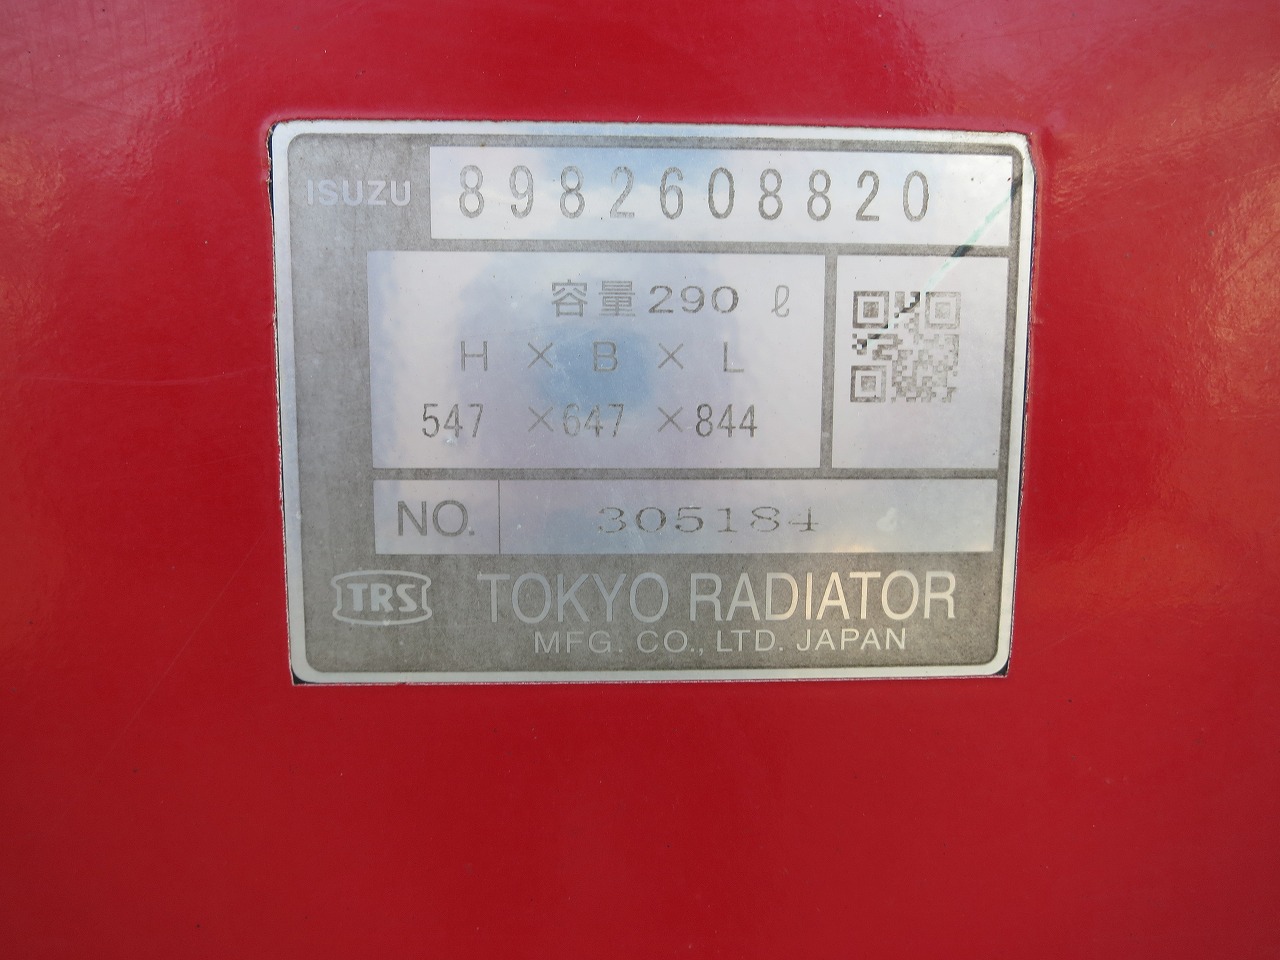 ISUZU 8982608820
容量290 ℓ
H × B × L
547 ×647 ×844
NO. 305184
TRS TOKYO RADIATOR
MFG. CO., LTD. JAPAN